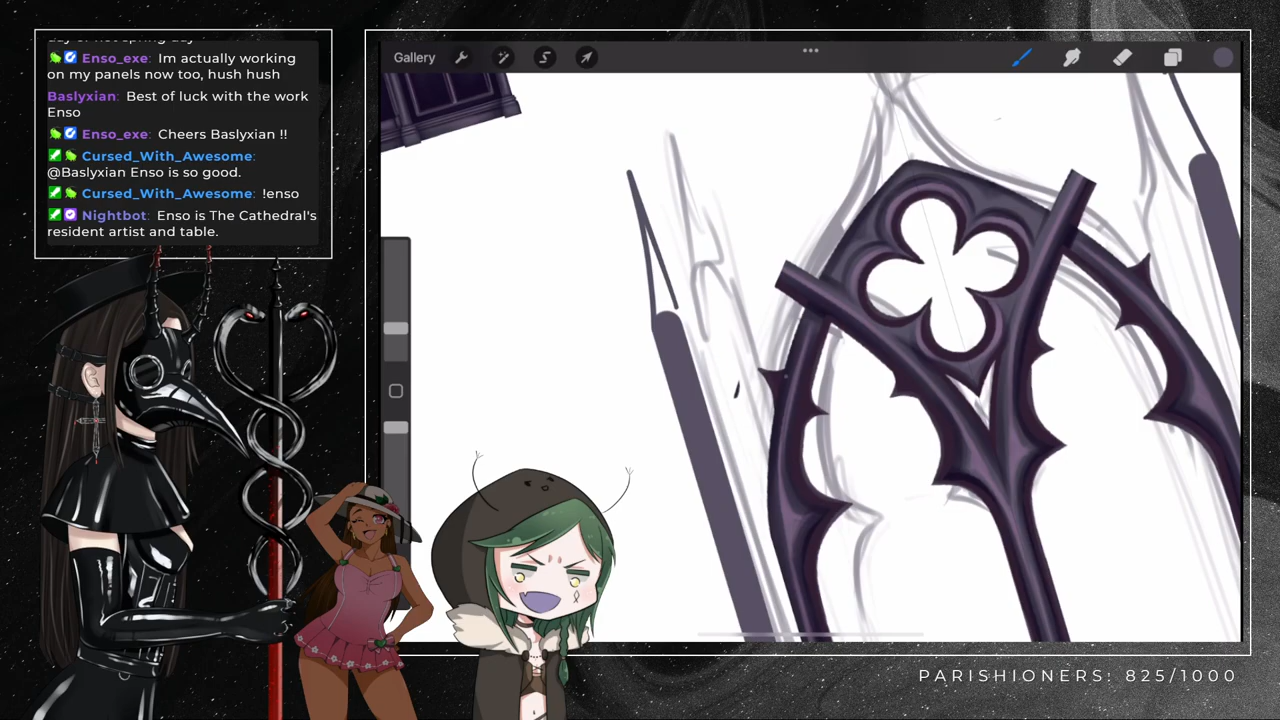 Enso_exe: Im actually working
on my panels now too, hush hush
Baslyxian: Best of luck with the work
Enso
Enso_exe: Cheers Baslyxian !!
Cursed_With_Awesome:
@Baslyxian Enso is so good.
Cursed_With_Awesome: !enso
Nightbot: Enso is The Cathedral's
resident artist and table.
Gallery
PARISHIONERS: 825/1000